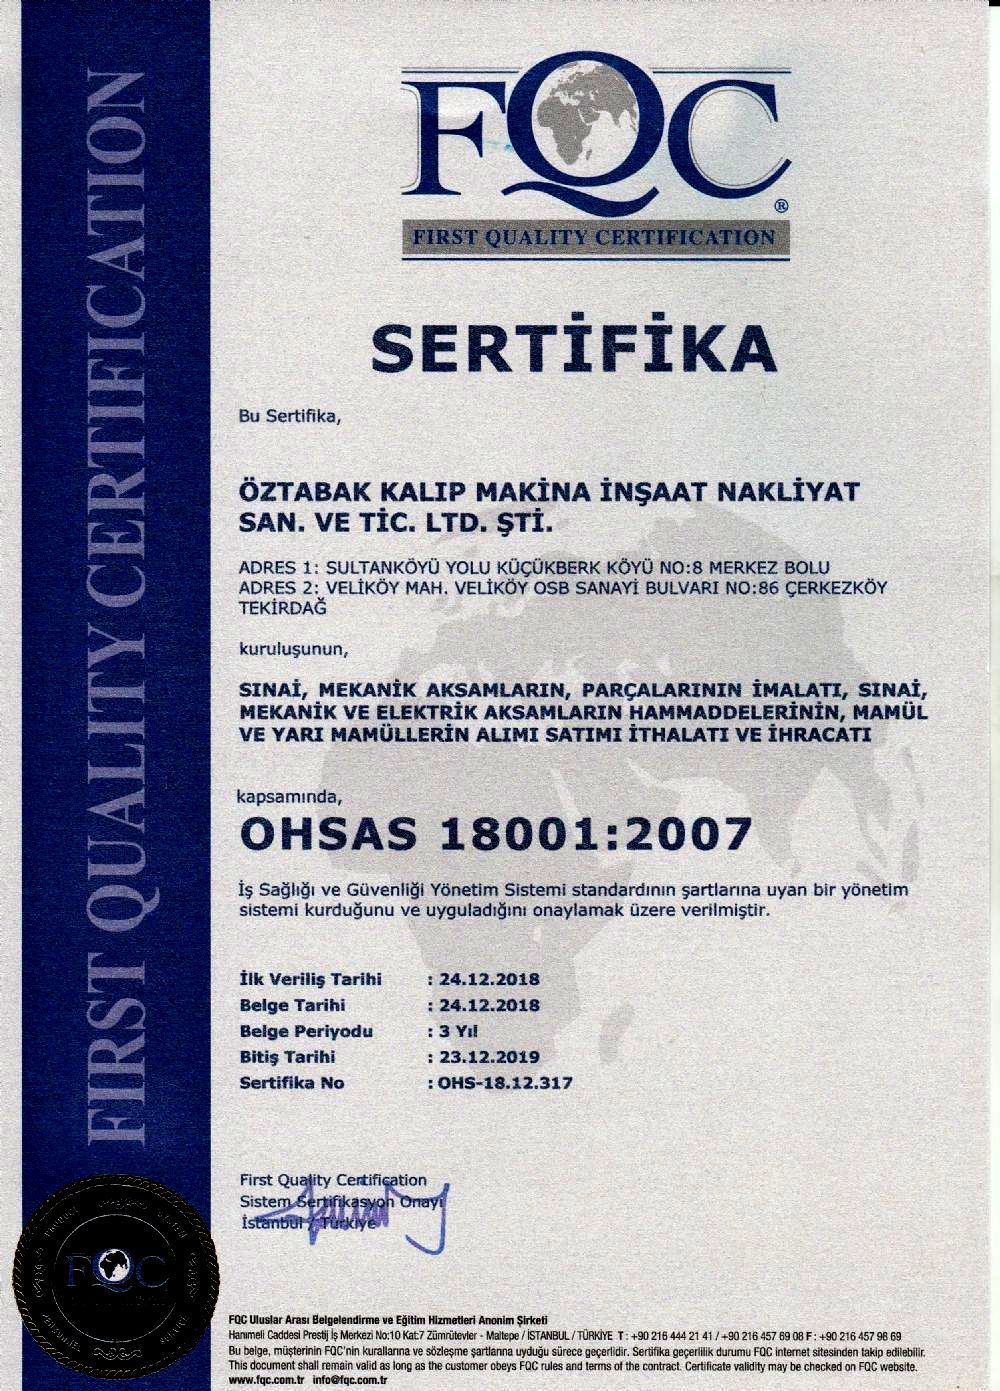 FIRST QUALITY CERTIFICATION
FQC
®
FIRST QUALITY CERTIFICATION
SERTİFİKA
Bu Sertifika,
ÖZTABAK KALIP MAKİNA İNŞAAT NAKLİYAT
SAN. VE TİC. LTD. ŞTİ.
ADRES 1: SULTANKÖYÜ YOLU KÜÇÜKBERK KÖYÜ NO:8 MERKEZ BOLU
ADRES 2: VELİKÖY MAH. VELİKÖY OSB SANAYİ BULVARI NO:86 ÇERKEZKÖY
TEKİRDAĞ
kuruluşunun,
SINAİ, MEKANİK AKSAMLARIN, PARÇALARININ İMALATI, SINAİ,
MEKANİK VE ELEKTRİK AKSAMLARIN HAMMADDELERİNİN, MAMÜL
VE YARI MAMÜLLERİN ALIMI SATIMI İTHALATI VE İHRACATI
kapsamında,
OHSAS 18001:2007
İş Sağlığı ve Güvenliği Yönetim Sistemi standardının şartlarına uyan bir yönetim
sistemi kurduğunu ve uyguladığını onaylamak üzere verilmiştir.
İlk Veriliş Tarihi : 24.12.2018
Belge Tarihi : 24.12.2018
Belge Periyodu : 3 Yıl
Bitiş Tarihi : 23.12.2019
Sertifika No : OHS-18.12.317
First Quality Certification
Sistem Sertifikasyon Onayı
İstanbul / Türkiye
FQC
FQC Uluslar Arası Belgelendirme ve Eğitim Hizmetleri Anonim Şirketi
Hanımeli Caddesi Prestij İş Merkezi No:10 Kat:7 Zümrütevler - Maltepe / İSTANBUL / TÜRKİYE T : +90 216 444 21 41 / +90 216 457 69 08 F : +90 216 457 98 69
Bu belge, müşterinin FQC'nin kurallarına ve sözleşme şartlarına uyduğu sürece geçerlidir. Sertifika geçerlilik durumu FQC internet sitesinden takip edilebilir.
This document shall remain valid as long as the customer obeys FQC rules and terms of the contract. Certificate validity may be checked on FQC website.
www.fqc.com.tr info@fqc.com.tr